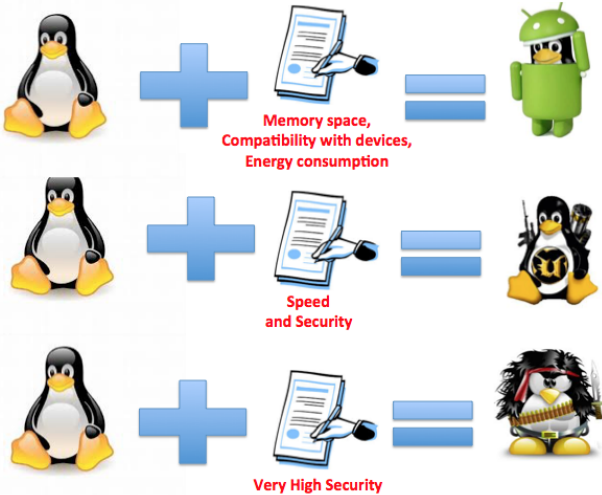 Memory space,
Compatibility with devices,
Energy consumption
Speed
and Security
Very High Security